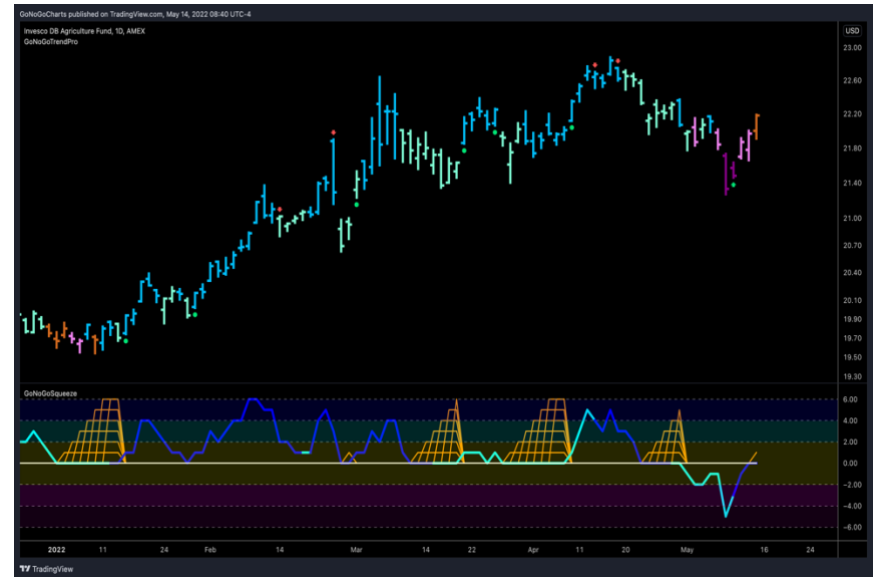 GoNoGoCharts published on TradingView.com, May 14, 2022 08:40 UTC-4
Invesco DB Agriculture Fund, 1D, AMEX
GoNoGoTrendPro
USD
23.00
22.60
22.20
21.80
21.40
21.00
20.70
20.40
20.10
19.90
19.70
19.50
19.30
GoNoGoSqueeze
6.00
4.00
2.00
0.00
−2.00
−4.00
−6.00
2022 11 24 Feb 14 Mar 14 22 Apr 11 20 May 16 24
TradingView